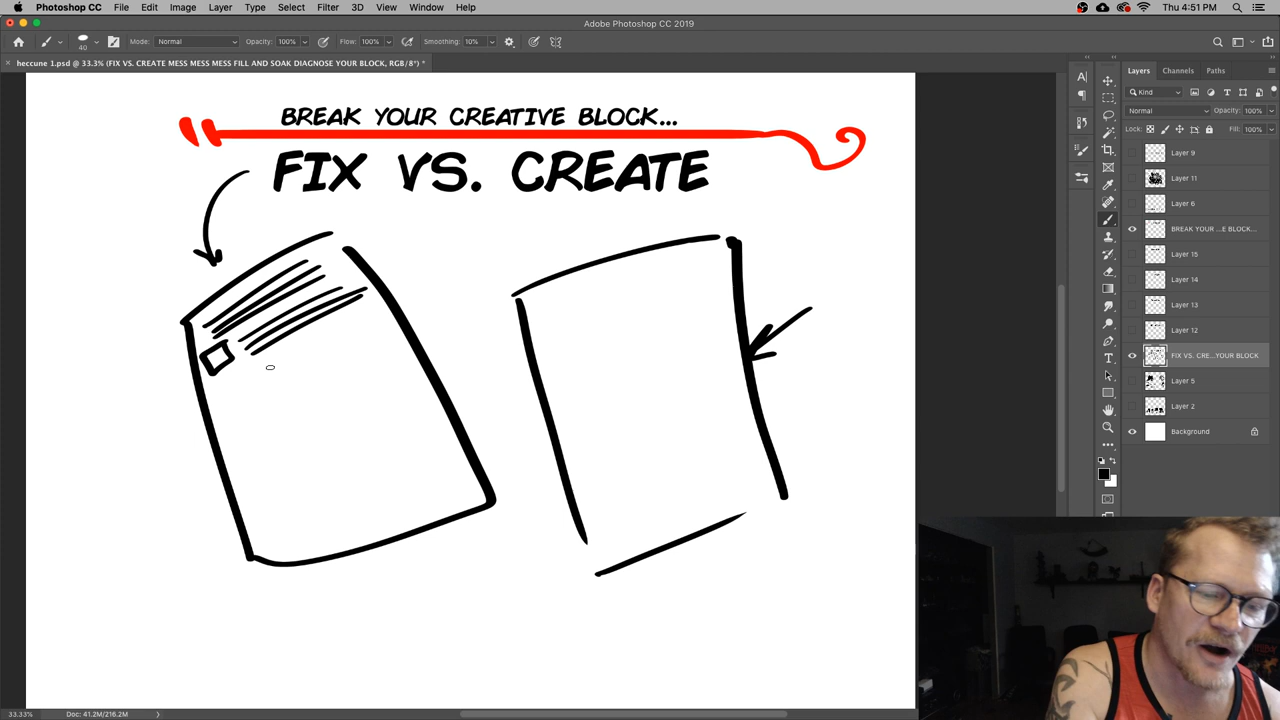 Photoshop CC File Edit Image Layer Type Select Filter 3D View Window Help Thu 4:51 PM
Adobe Photoshop CC 2019
40 Mode: Normal Opacity: 100% Flow: 100% Smoothing: 10%
× heccune 1.psd @ 33.3% (FIX VS. CREATE MESS MESS MESS FILL AND SOAK DIAGNOSE YOUR BLOCK, RGB/8*) *
BREAK YOUR CREATIVE BLOCK...
FIX VS. CREATE
Layers Channels Paths
Kind
Normal Opacity: 100%
Lock: Fill: 100%
Layer 9
Layer 11
Layer 6
BREAK YOUR ...E BLOCK...
Layer 15
Layer 14
Layer 13
Layer 12
FIX VS. CRE...YOUR BLOCK
Layer 5
Layer 2
Background
33.33% Doc: 41.2M/216.2M